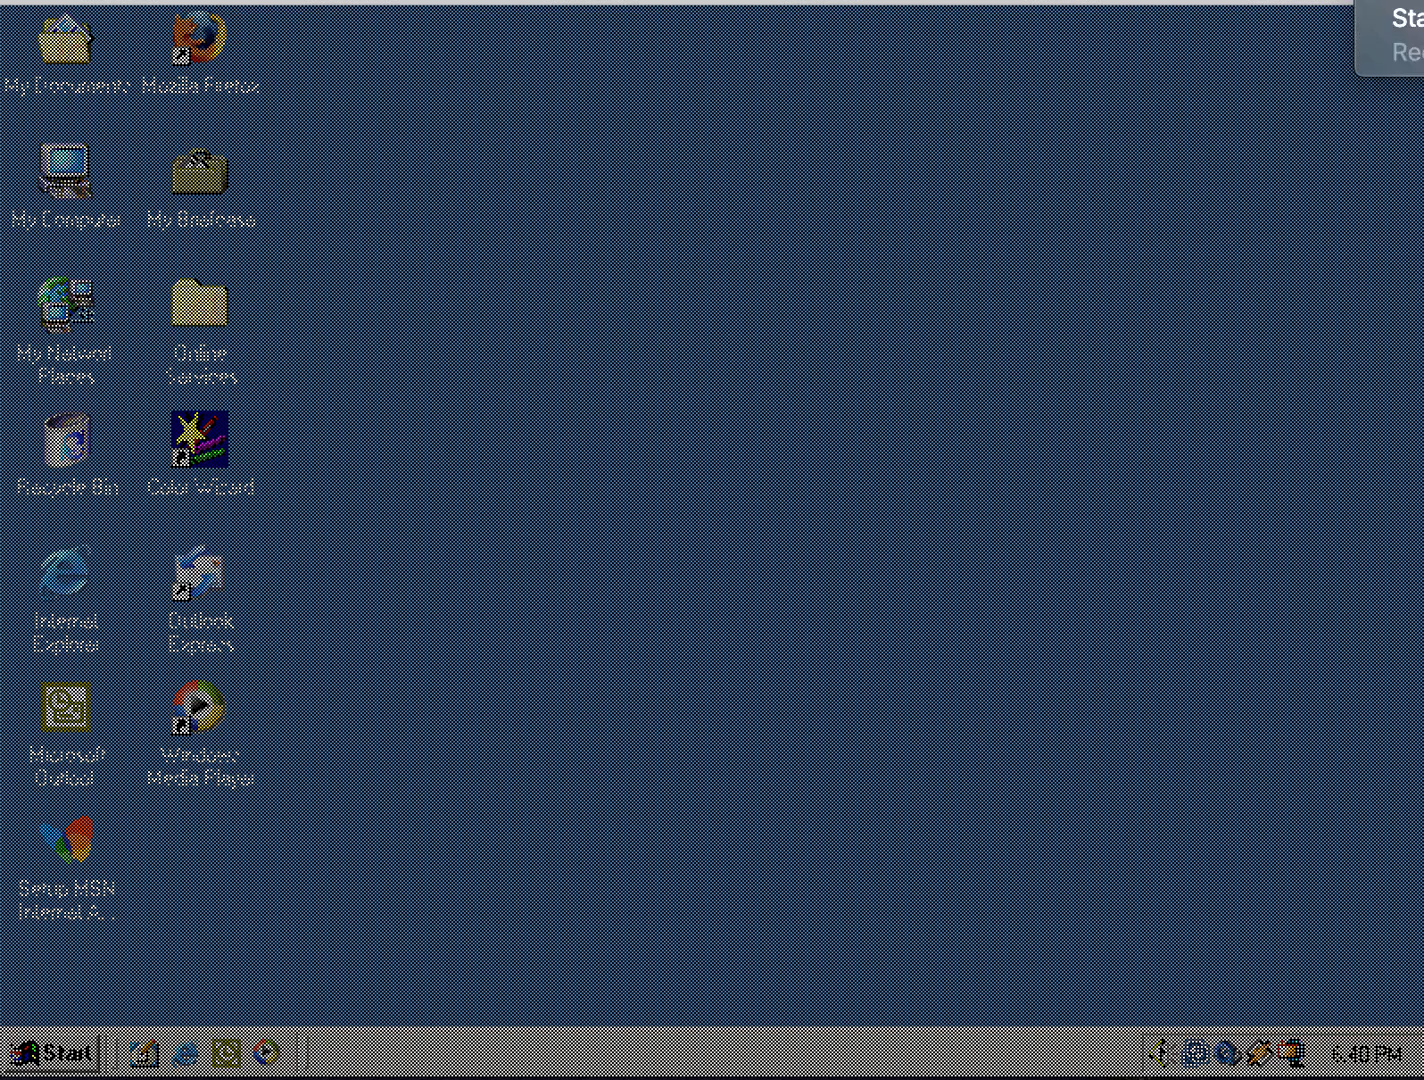 Sta
Rec
My Documents
Mozilla Firefox
My Computer
My Briefcase
My Network
Places
Online
Services
Recycle Bin
Color Wizard
Internet
Explorer
Outlook
Express
Microsoft
Outlook
Windows
Media Player
Setup MSN
Internet A...
Start
6:40 PM